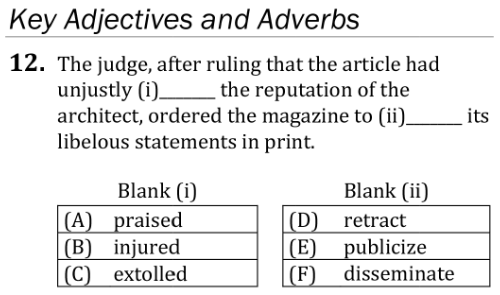 Key Adjectives and Adverbs
12. The judge, after ruling that the article had
unjustly (i)______ the reputation of the
architect, ordered the magazine to (ii)______ its
libelous statements in print.
Blank (i) Blank (ii)
(A) praised (D) retract
(B) injured (E) publicize
(C) extolled (F) disseminate